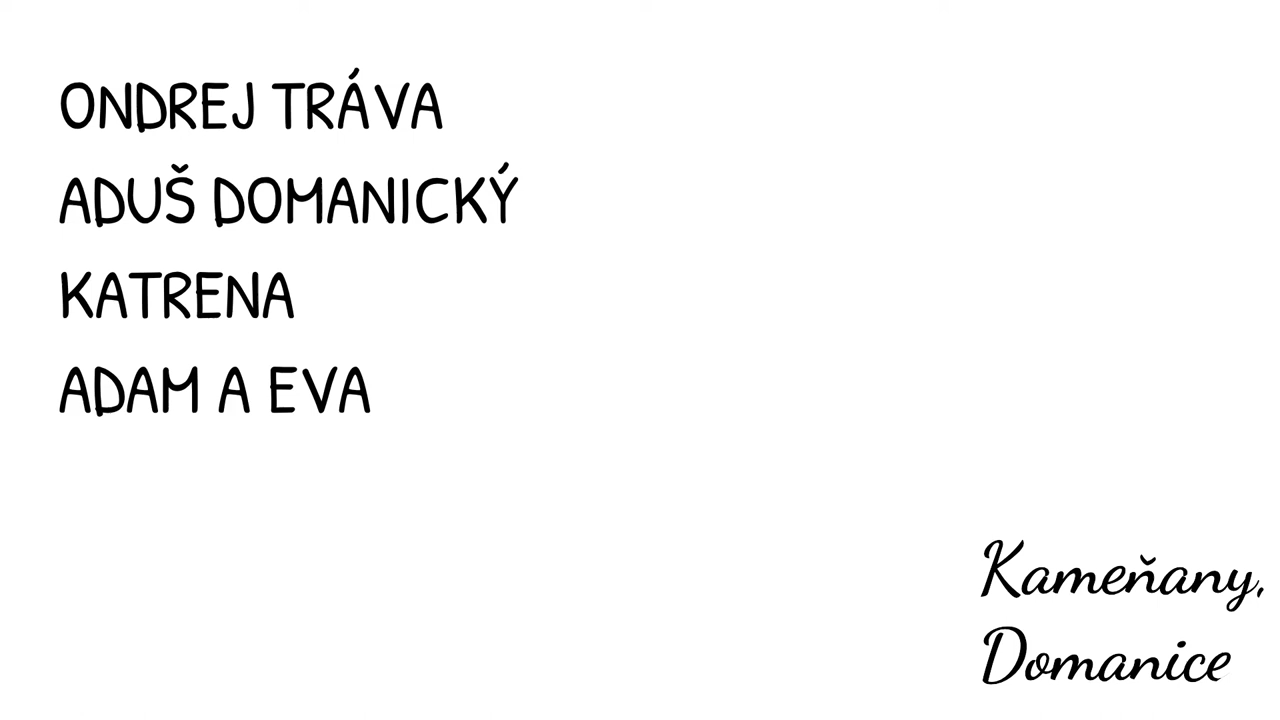 ONDREJ TRÁVA
ADUŠ DOMANICKÝ
KATRENA
ADAM A EVA
Kameňany,
Domanice